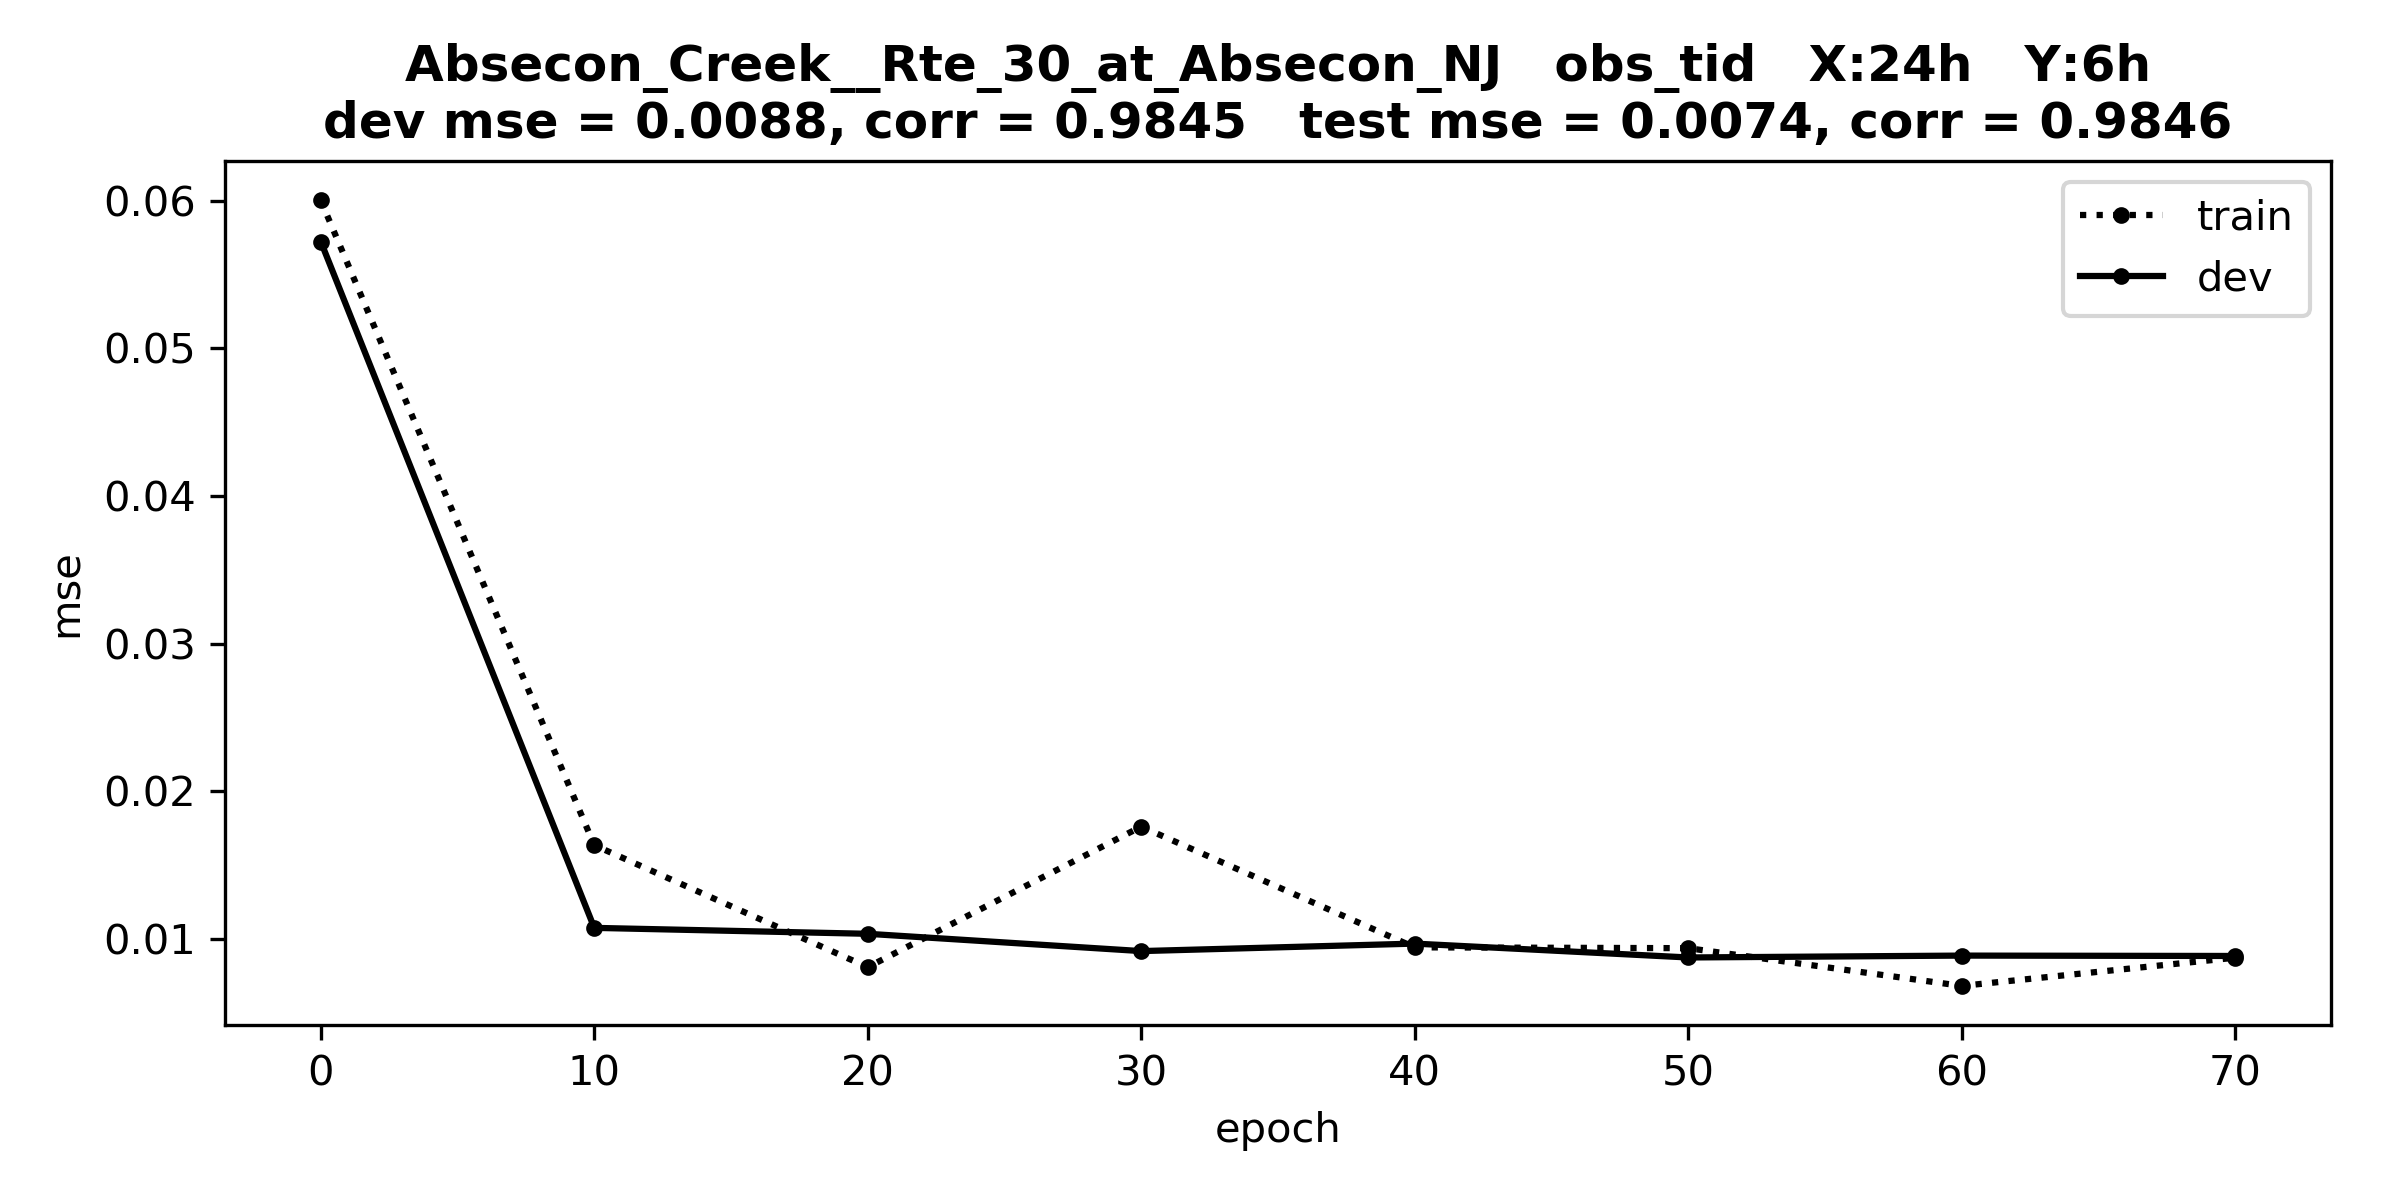 Absecon_Creek__Rte_30_at_Absecon_NJ   obs_tid   X:24h   Y:6h
dev mse = 0.0088, corr = 0.9845   test mse = 0.0074, corr = 0.9846
train
dev
0.06
0.05
0.04
0.03
0.02
0.01
mse
0 10 20 30 40 50 60 70
epoch